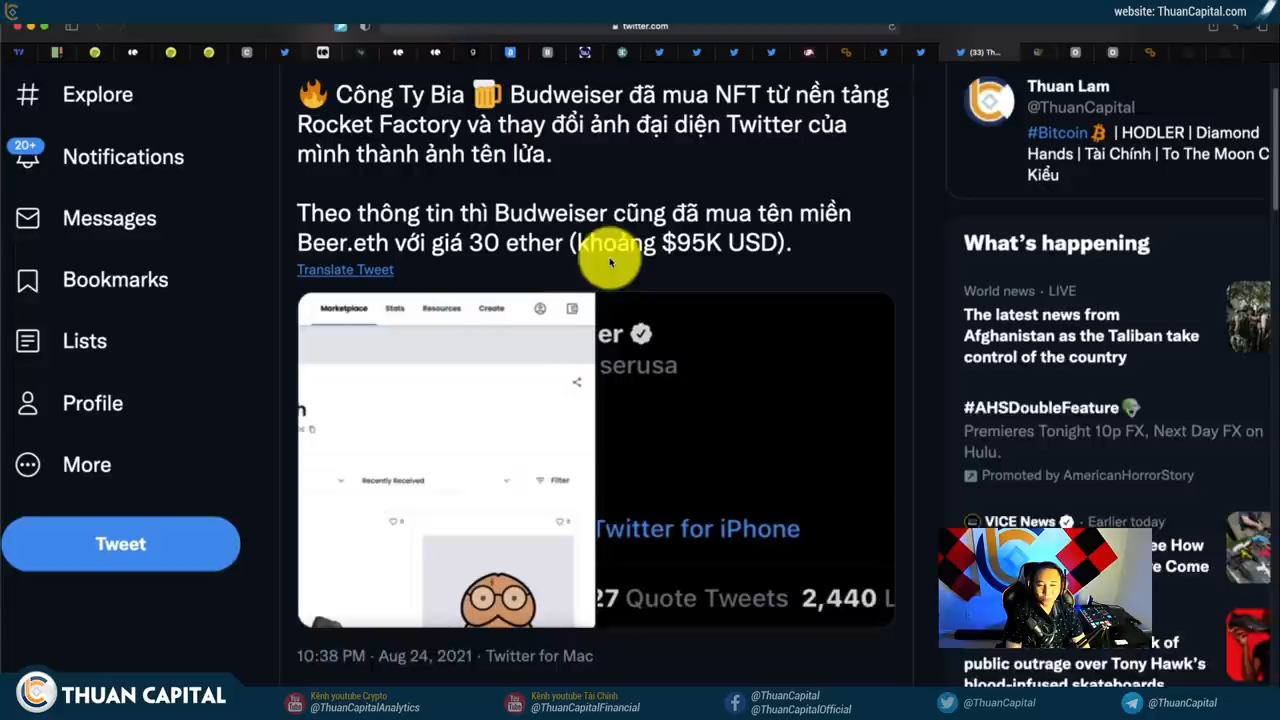 website: ThuanCapital.com
twitter.com
(33) Th...
Explore
20+
Notifications
Messages
Bookmarks
Lists
Profile
More
Tweet
🔥 Công Ty Bia 🍺 Budweiser đã mua NFT từ nền tảng
Rocket Factory và thay đổi ảnh đại diện Twitter của
mình thành ảnh tên lửa.
Theo thông tin thì Budweiser cũng đã mua tên miền
Beer.eth với giá 30 ether (khoảng $95K USD).
Translate Tweet
Marketplace Stats Resources Create
Recently Received
Filter
er
serusa
Twitter for iPhone
27 Quote Tweets 2,440 L
10:38 PM · Aug 24, 2021 · Twitter for Mac
Thuan Lam
@ThuanCapital
#Bitcoin | HODLER | Diamond
Hands | Tài Chính | To The Moon C
Kiểu
What's happening
World news · LIVE
The latest news from
Afghanistan as the Taliban take
control of the country
#AHSDoubleFeature
Premieres Tonight 10p FX, Next Day FX on
Hulu.
Promoted by AmericanHorrorStory
VICE News · Earlier today
ee How
re Come
k of
public outrage over Tony Hawk's
blood-infused skateboards
THUAN CAPITAL
Kênh youtube Crypto
@ThuanCapitalAnalytics
Kênh youtube Tài Chính
@ThuanCapitalFinancial
@ThuanCapital
@ThuanCapitalOfficial
@ThuanCapital
@ThuanCapital